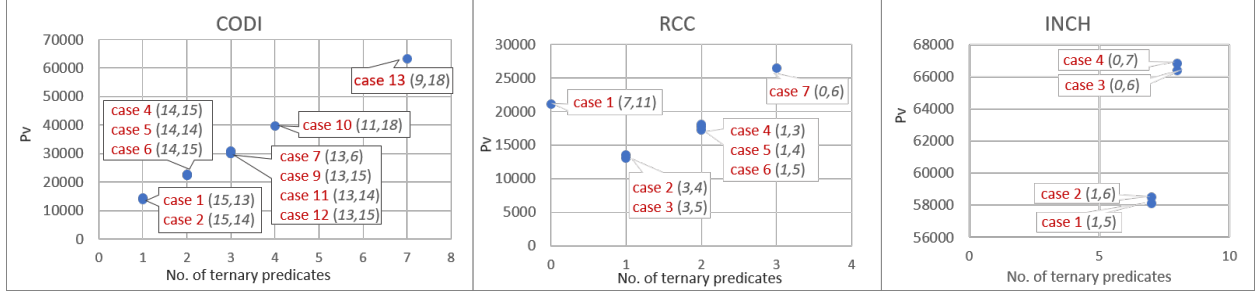 CODI
70000
60000
50000
40000
30000
20000
10000
0
Pv
0 1 2 3 4 5 6 7 8
No. of ternary predicates
case 13 (9,18)
case 4 (14,15)
case 5 (14,14)
case 6 (14,15)
case 10 (11,18)
case 7 (13,6)
case 9 (13,15)
case 11 (13,14)
case 12 (13,15)
case 1 (15,13)
case 2 (15,14)
RCC
30000
25000
20000
15000
10000
5000
0
Pv
0 1 2 3 4
No. of ternary predicates
case 7 (0,6)
case 1 (7,11)
case 4 (1,3)
case 5 (1,4)
case 6 (1,5)
case 2 (3,4)
case 3 (3,5)
INCH
68000
66000
64000
62000
60000
58000
56000
Pv
0 5 10
No. of ternary predicates
case 4 (0,7)
case 3 (0,6)
case 2 (1,6)
case 1 (1,5)